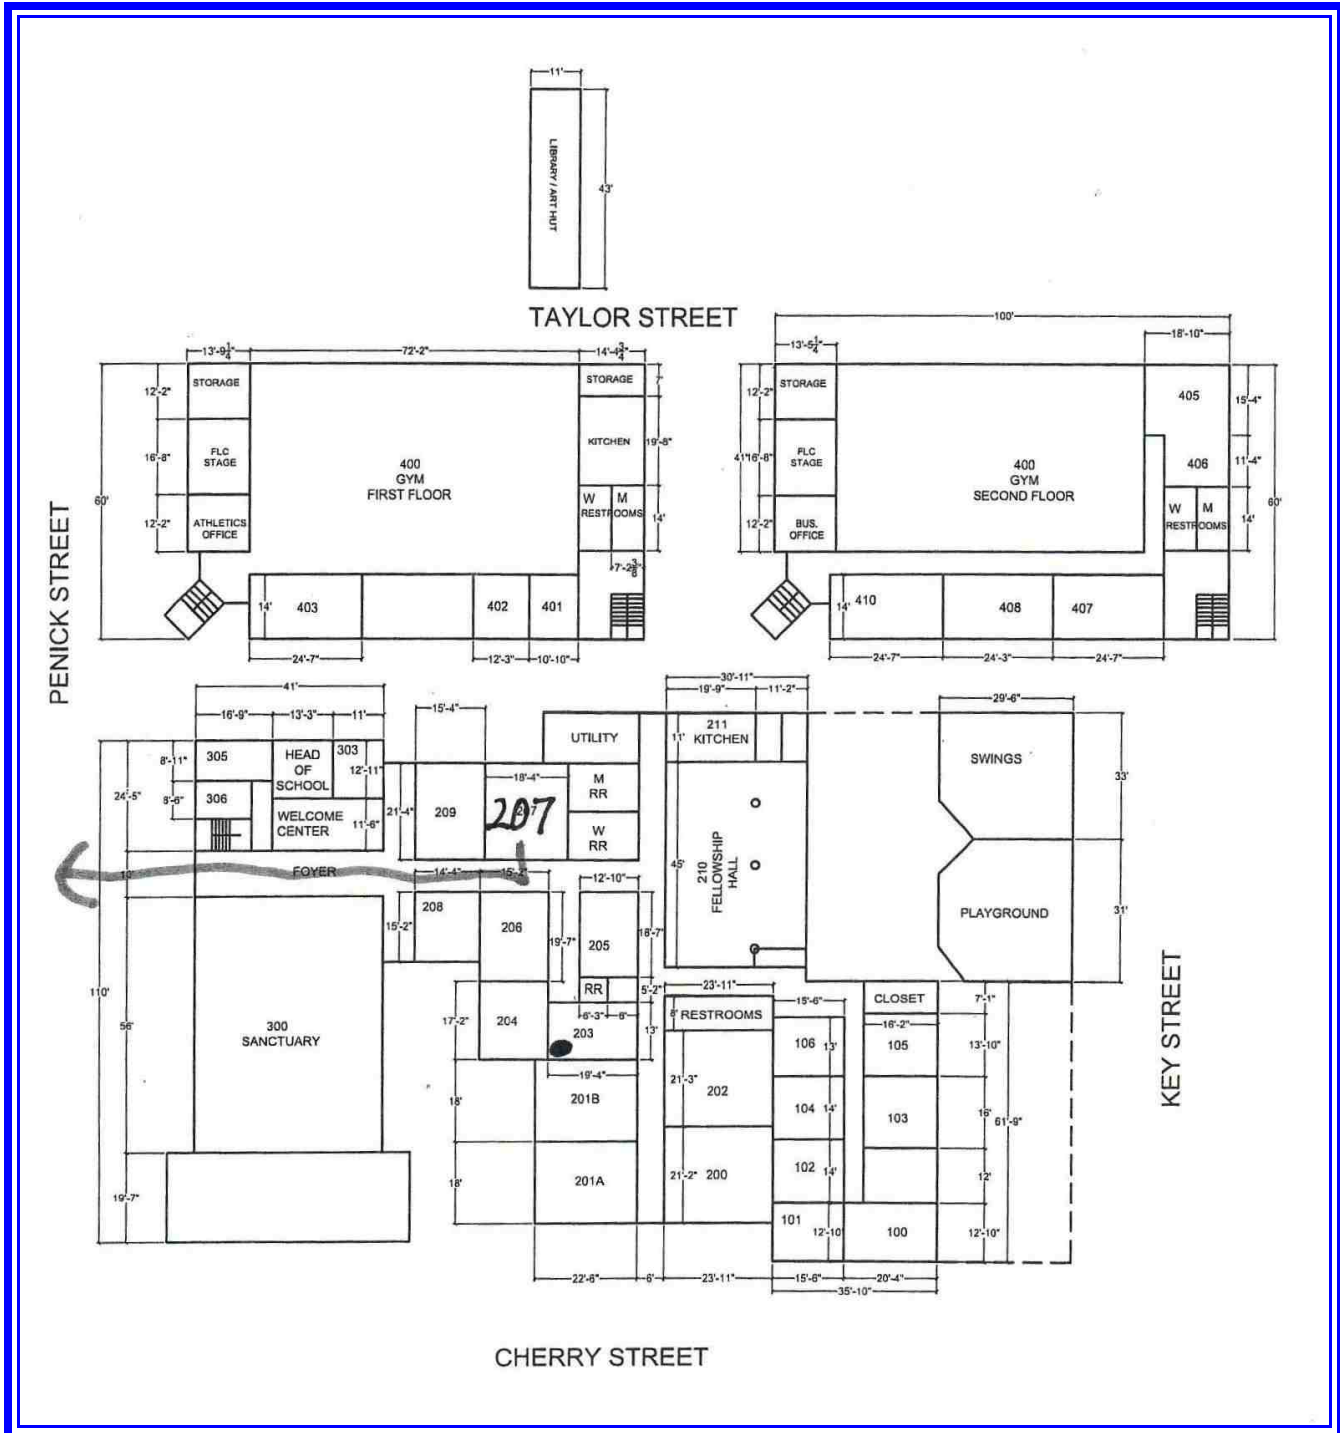 11'
LIBRARY / ART HUT
43'
TAYLOR STREET
100'
13'-9 1/4"
72'-2"
14'-4 3/4"
13'-5 1/4"
18'-10"
12'-2"
STORAGE
STORAGE
7'
12'-2"
STORAGE
405
15'-4"
16'-8"
FLC
STAGE
400
GYM
FIRST FLOOR
KITCHEN
19'-8"
41'
16'-8"
FLC
STAGE
400
GYM
SECOND FLOOR
406
11'-4"
60'
W M
RESTROOMS
14'
60'
W M
RESTROOMS
14'
12'-2"
ATHLETICS
OFFICE
12'-2"
BUS.
OFFICE
7'-2 3/8"
PENICK STREET
14'
403
402
401
14'
410
408
407
24'-7"
12'-3"
10'-10"
24'-7"
24'-3"
24'-7"
41'
30'-11"
16'-9"
13'-3"
11'
15'-4"
19'-9"
11'-2"
29'-6"
8'-11"
305
HEAD
OF
SCHOOL
303
12'-11"
UTILITY
11'
211
KITCHEN
SWINGS
33'
24'-5"
8'-6"
306
WELCOME
CENTER
11'-6"
21'-4"
209
18'-4"
207
M
RR
W
RR
FOYER
14'-4"
15'-2"
12'-10"
45'
210
FELLOWSHIP
HALL
PLAYGROUND
31'
15'-2"
208
206
19'-7"
205
18'-7"
RR
5'-2"
6'-3"
6'
110'
56'
300
SANCTUARY
17'-2"
204
203
13'
19'-4"
23'-11"
8'
RESTROOMS
15'-6"
CLOSET
7'-1"
16'-2"
106
13'
105
13'-10"
KEY STREET
18'
201B
21'-3"
202
104
14'
103
16'
61'-9"
19'-7"
18'
201A
21'-2"
200
102
14'
12'
101
12'-10
100
12'-10"
22'-6"
6'
23'-11"
15'-6"
20'-4"
35'-10"
CHERRY STREET